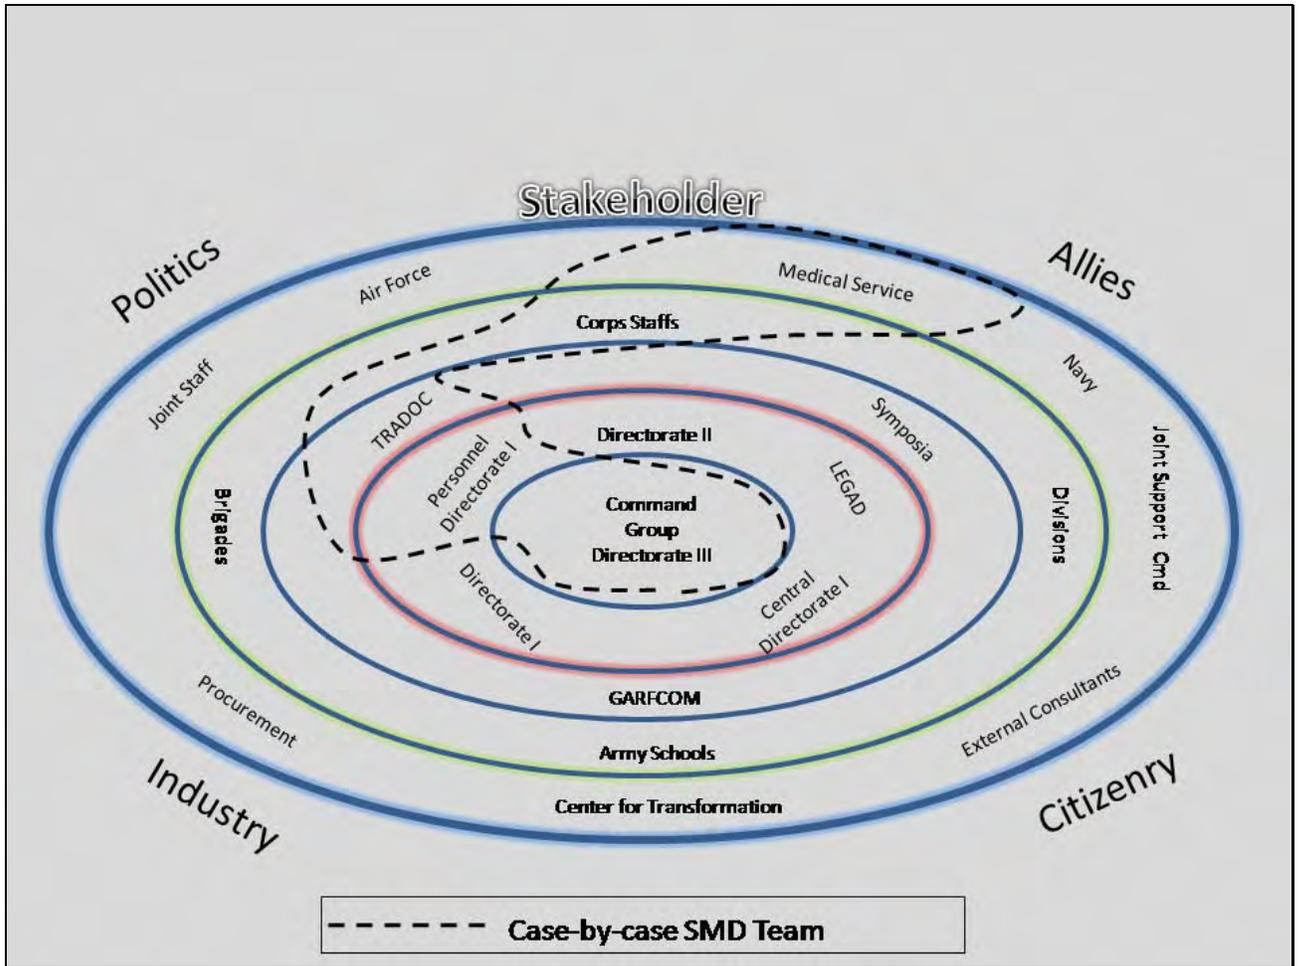 Stakeholder
Politics
Allies
Air Force
Medical Service
Corps Staffs
Joint Staff
Navy
TRADOC
Symposia
Personnel
Directorate I
Directorate II
LEGAD
Joint Support Cmd
Brigades
Divisions
Command
Group
Directorate III
Directorate I
Central
Directorate I
GARFCOM
Procurement
External Consultants
Army Schools
Center for Transformation
Industry
Citizenry
Case-by-case SMD Team